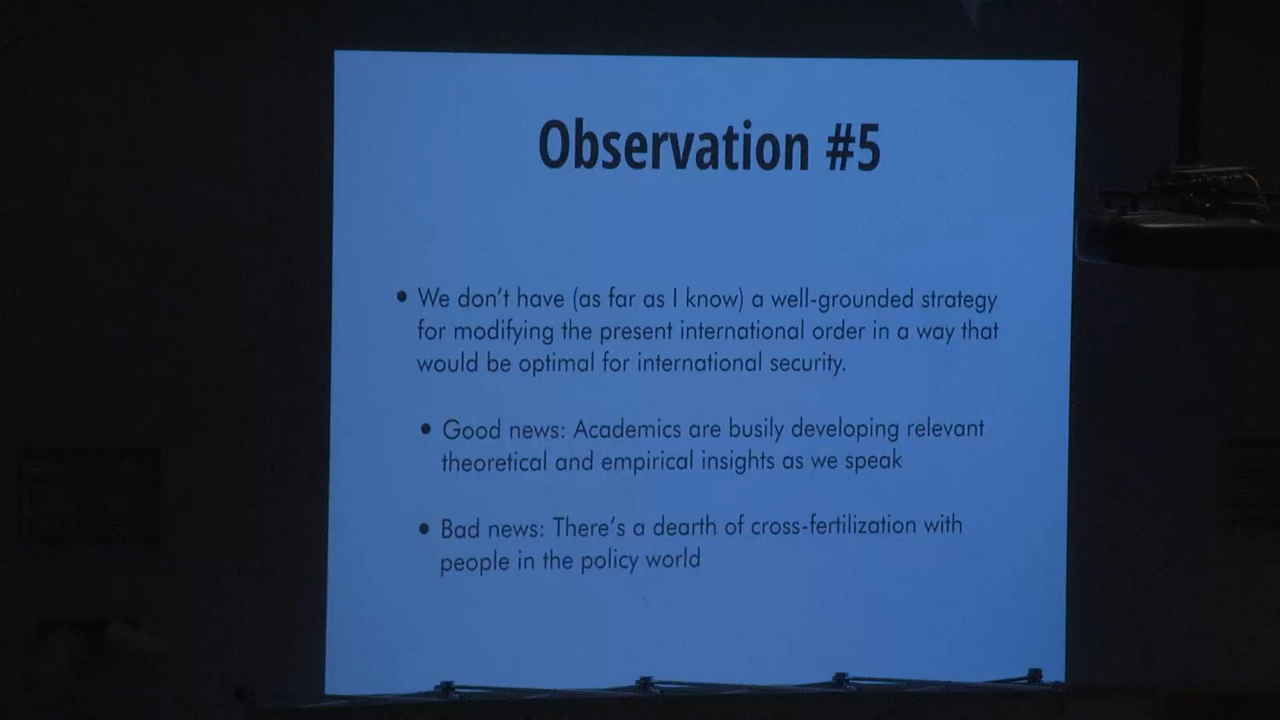 Observation #5
• We don't have (as far as I know) a well-grounded strategy
for modifying the present international order in a way that
would be optimal for international security.
• Good news: Academics are busily developing relevant
theoretical and empirical insights as we speak
• Bad news: There's a dearth of cross-fertilization with
people in the policy world